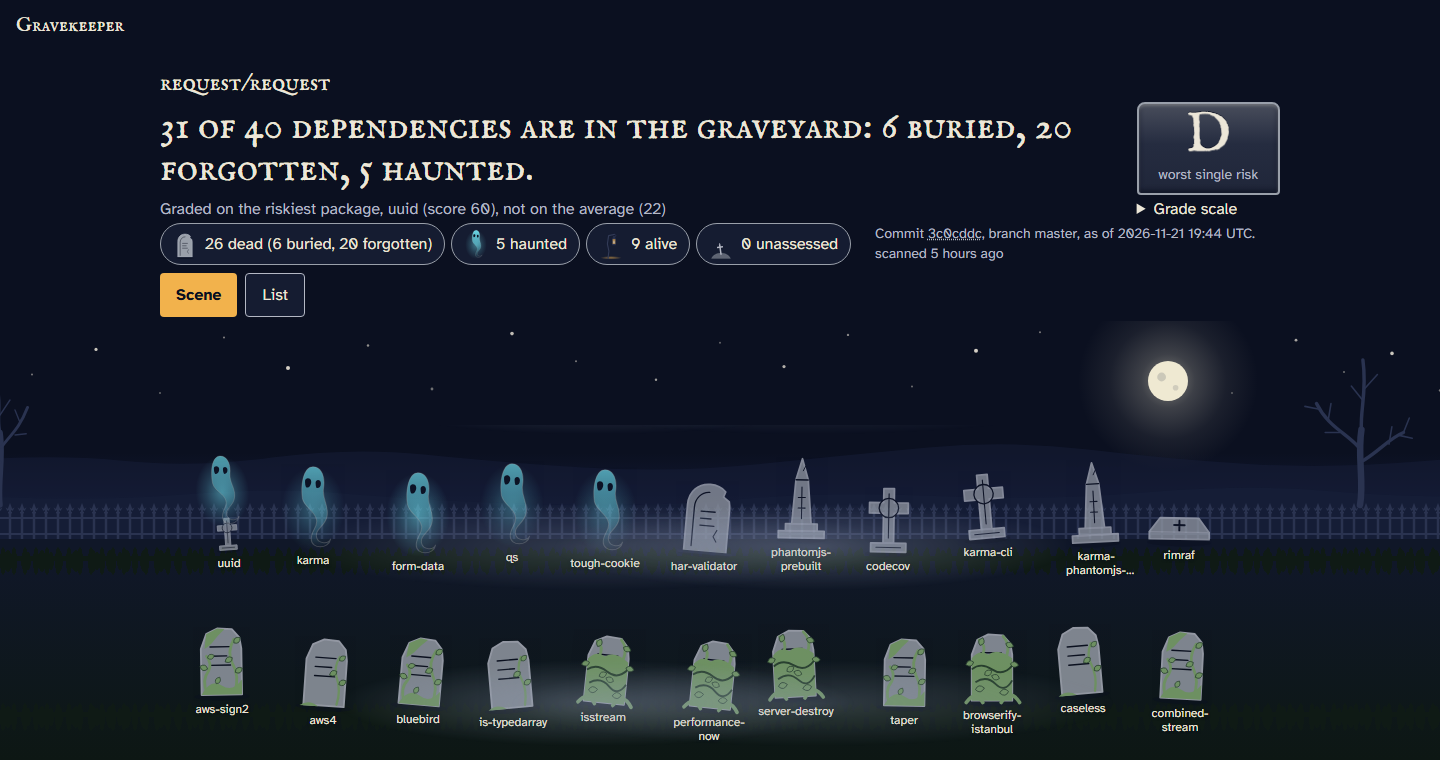 Gravekeeper
request/request
31 of 40 dependencies are in the graveyard: 6 buried, 20
forgotten, 5 haunted.
D
worst single risk
Grade scale
Graded on the riskiest package, uuid (score 60), not on the average (22)
26 dead (6 buried, 20 forgotten)
5 haunted
9 alive
0 unassessed
Commit 3c0cddc, branch master, as of 2026-11-21 19:44 UTC.
scanned 5 hours ago
Scene
List
uuid
karma
form-data
qs
tough-cookie
har-validator
phantomjs-
prebuilt
codecov
karma-cli
karma-
phantomjs-...
rimraf
aws-sign2
aws4
bluebird
is-typedarray
isstream
performance-
now
server-destroy
taper
browserify-
istanbul
caseless
combined-
stream